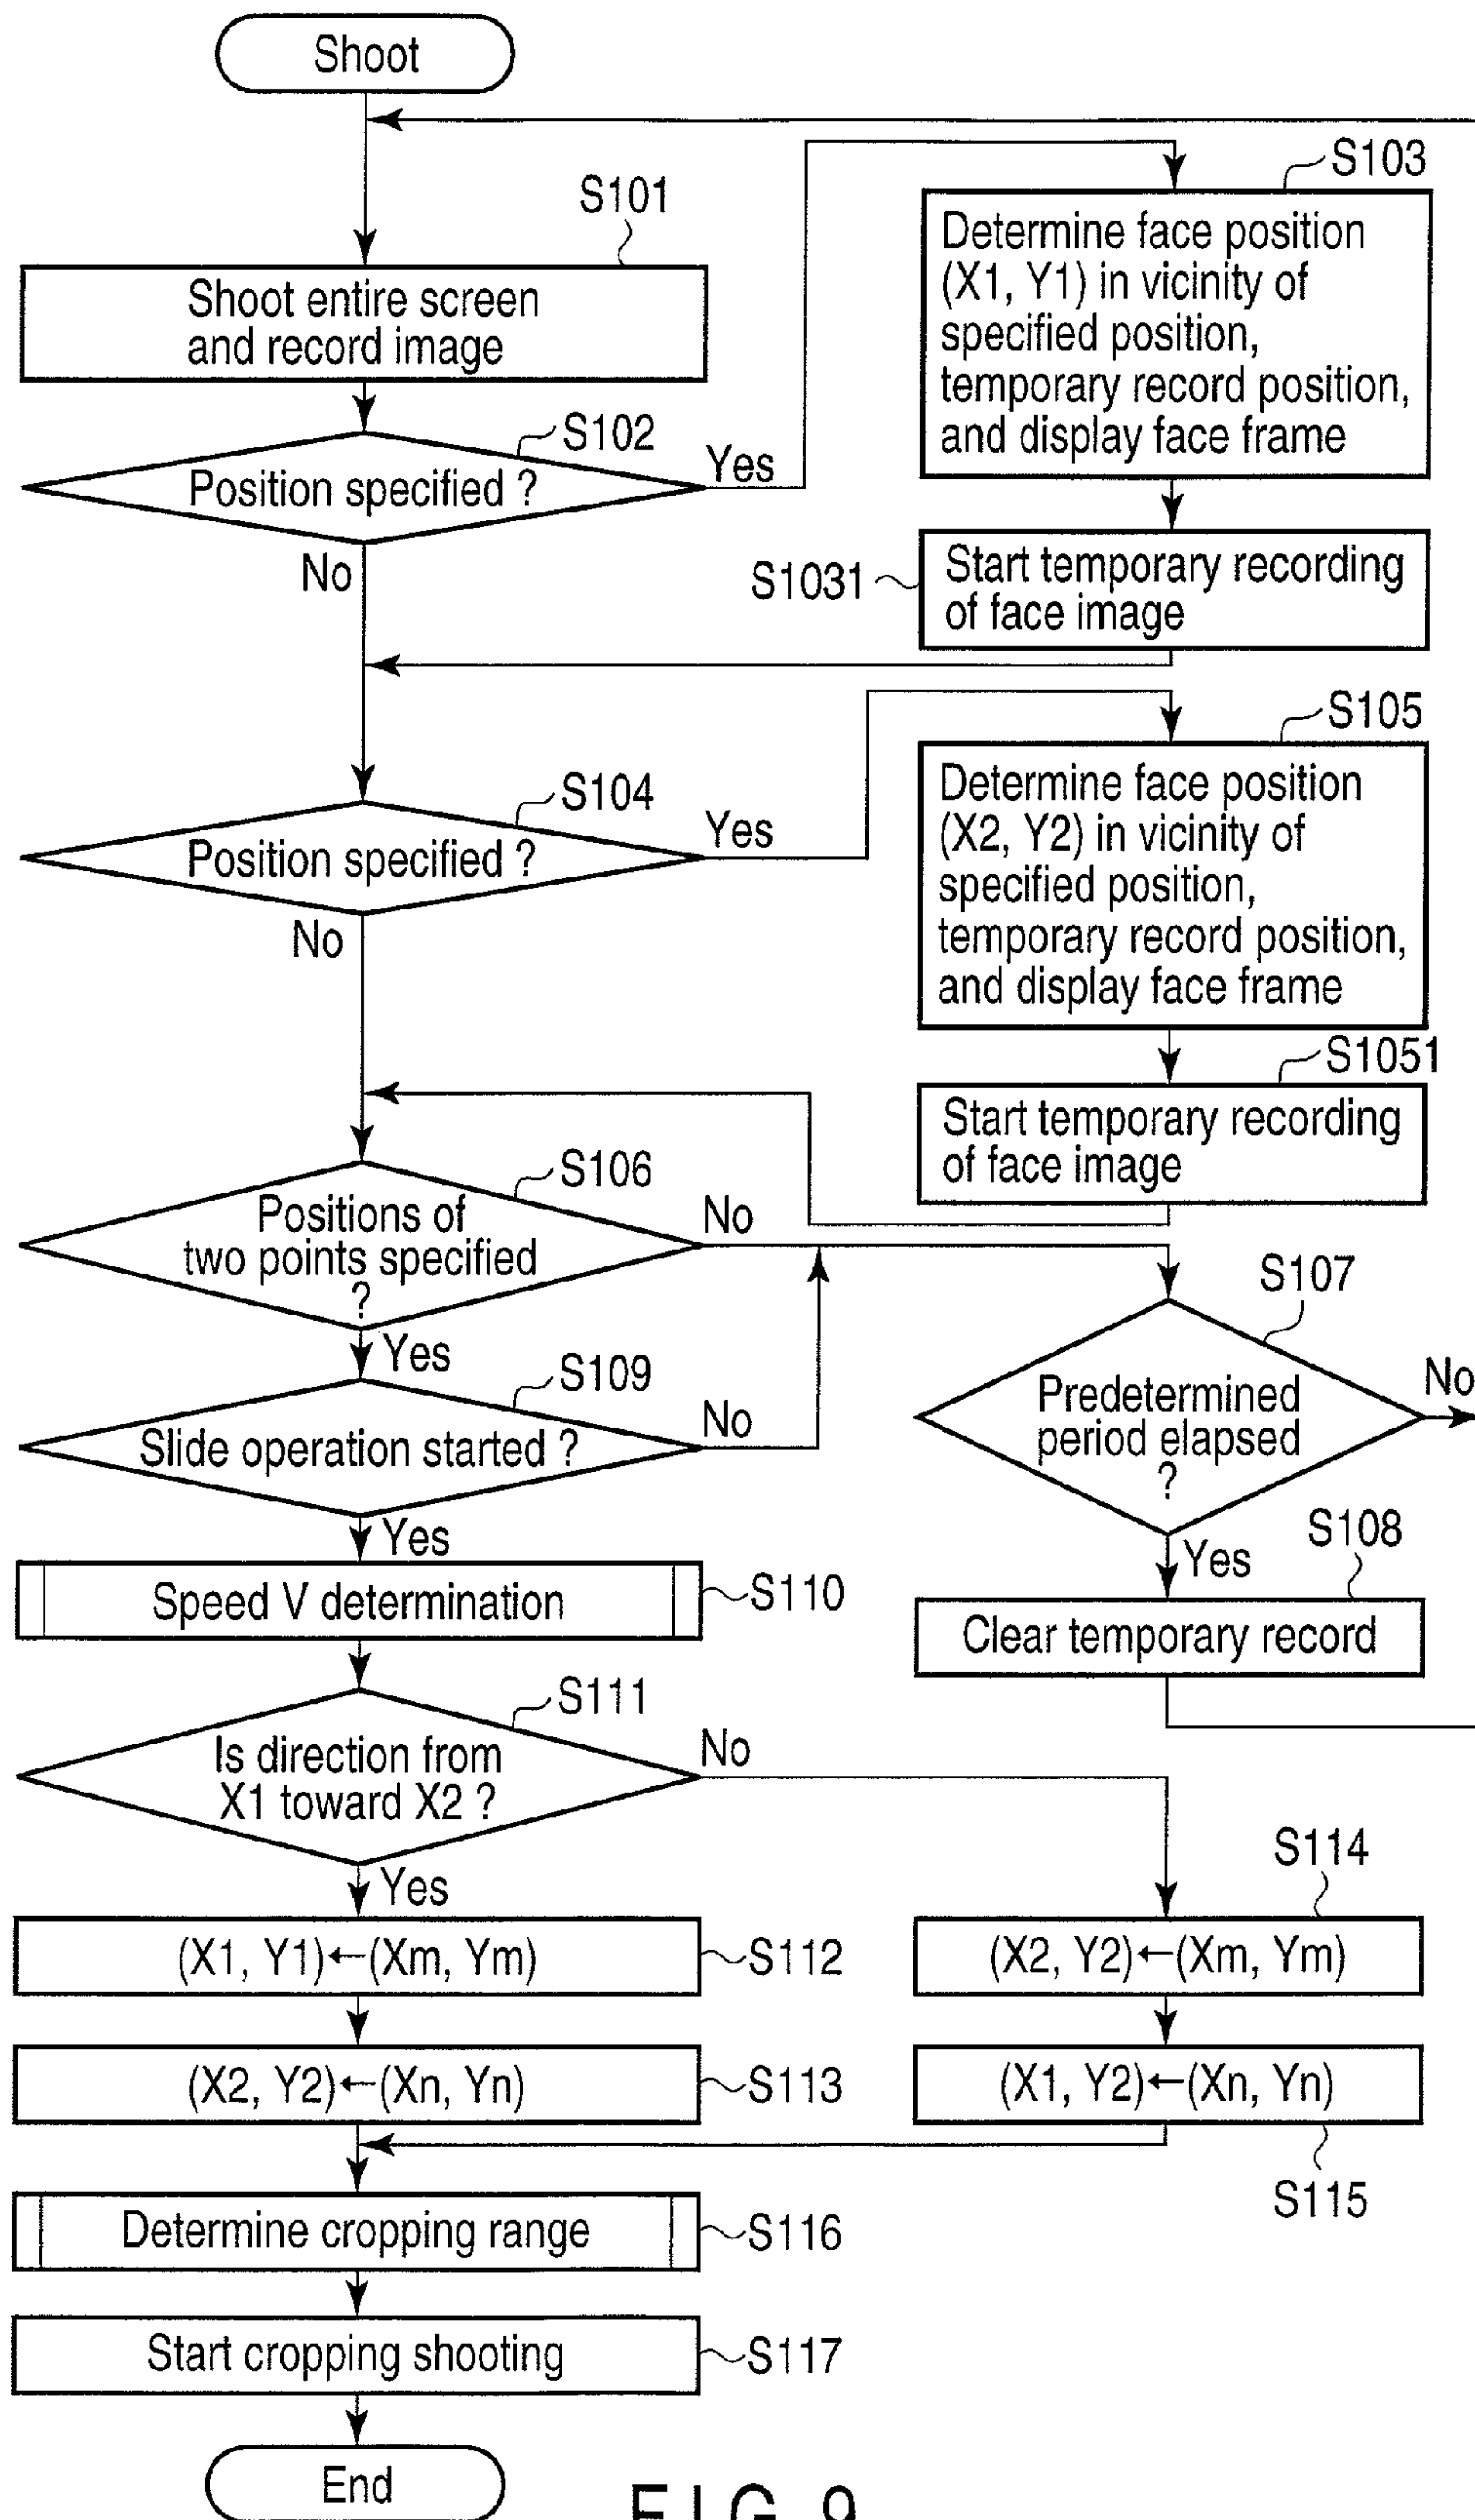 Shoot
S101
Shoot entire screen
and record image
S102
Position specified ?
Yes
No
S103
Determine face position
(X1, Y1) in vicinity of
specified position,
temporary record position,
and display face frame
S1031
Start temporary recording
of face image
S104
Position specified ?
Yes
No
S105
Determine face position
(X2, Y2) in vicinity of
specified position,
temporary record position,
and display face frame
S1051
Start temporary recording
of face image
S106
Positions of
two points specified
?
No
Yes
S107
Predetermined
period elapsed
?
No
Yes
S108
Clear temporary record
S109
Slide operation started ?
No
Yes
Speed V determination
S110
S111
Is direction from
X1 toward X2 ?
No
Yes
(X1, Y1)←(Xm, Ym)
S112
(X2, Y2)←(Xn, Yn)
S113
S114
(X2, Y2)←(Xm, Ym)
(X1, Y2)←(Xn, Yn)
S115
Determine cropping range
S116
Start cropping shooting
S117
End
FIG. 9